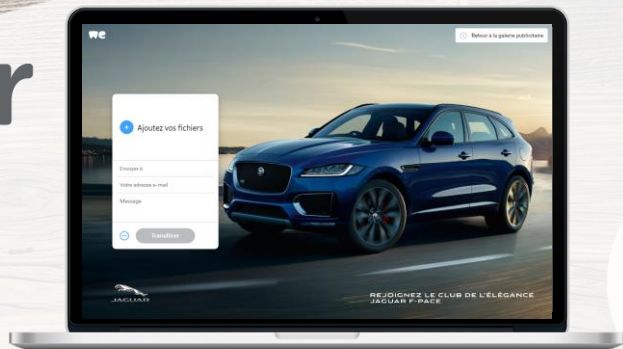 r
we
Retour à la galerie publicitaire
Ajoutez vos fichiers
Envoyer à
Votre adresse e-mail
Message
Transférer
JAGUAR
REJOIGNEZ LE CLUB DE L'ÉLÉGANCE
JAGUAR F-PACE